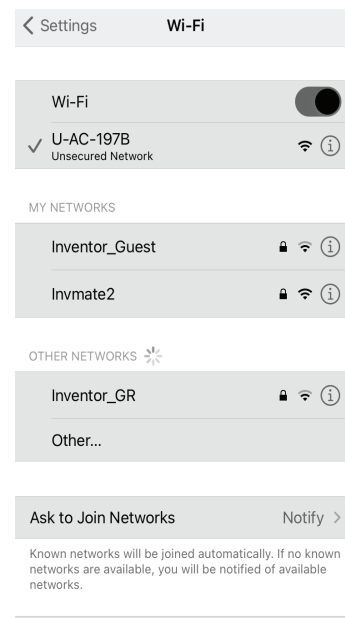 Settings
Wi-Fi
Wi-Fi
U-AC-197B
Unsecured Network
MY NETWORKS
Inventor_Guest
Invmate2
OTHER NETWORKS
Inventor_GR
Other...
Ask to Join Networks Notify
Known networks will be joined automatically. If no known
networks are available, you will be notified of available
networks.